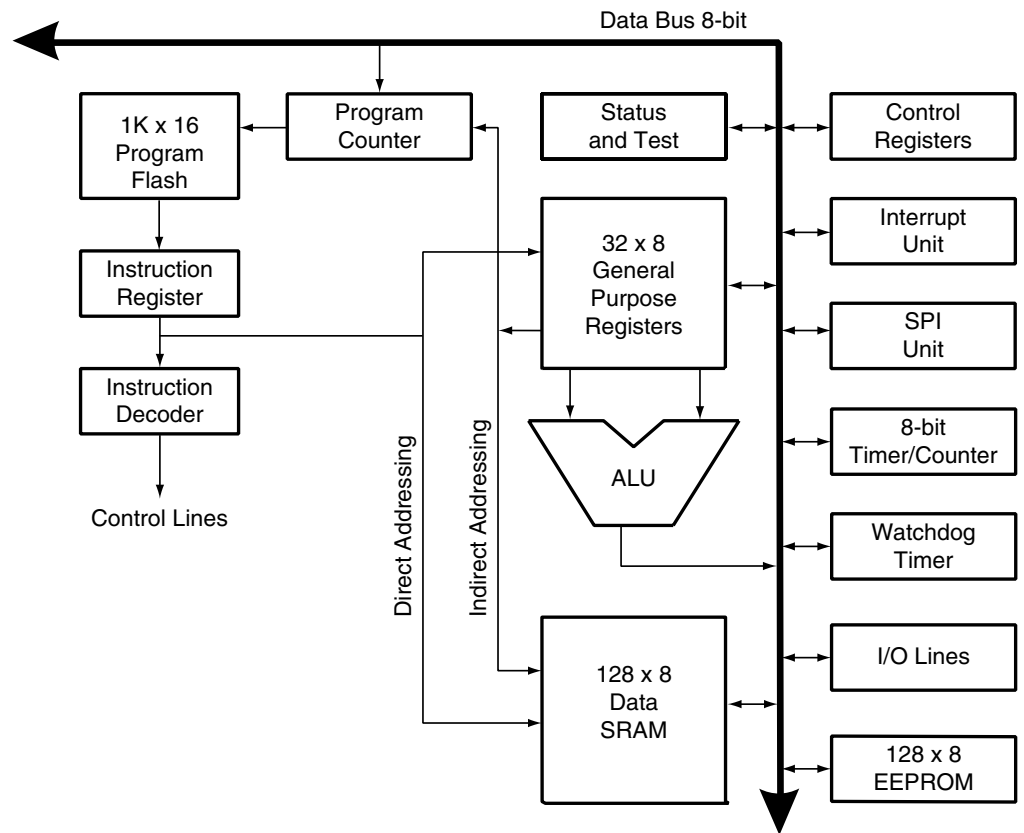 Data Bus 8-bit
1K x 16
Program
Flash
Program
Counter
Status
and Test
Control
Registers
Instruction
Register
32 x 8
General
Purpose
Registers
Interrupt
Unit
SPI
Unit
Instruction
Decoder
Control Lines
Direct Addressing
Indirect Addressing
ALU
8-bit
Timer/Counter
Watchdog
Timer
128 x 8
Data
SRAM
I/O Lines
128 x 8
EEPROM